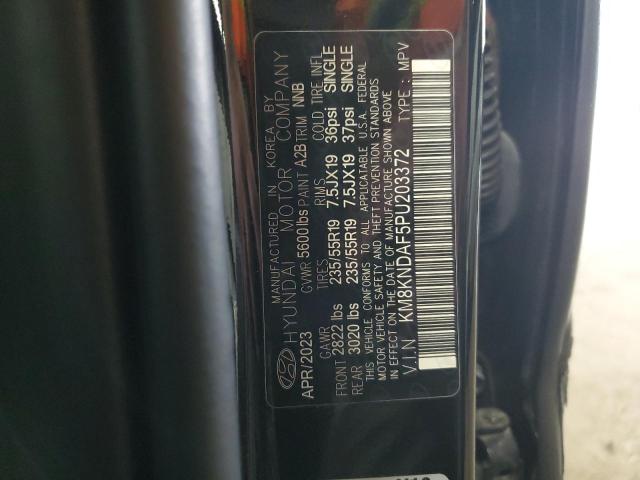 MANUFACTURED IN KOREA BY
HYUNDAI MOTOR COMPANY
APR/2023 GVWR 5600lbs PAINT A2B TRIM NNB
GAWR TIRES RIMS COLD TIRE INFL
FRONT 2822 lbs 235/55R19 7.5JX19 36psi SINGLE
REAR 3020 lbs 235/55R19 7.5JX19 37psi SINGLE
THIS VEHICLE CONFORMS TO ALL APPLICABLE U.S.A. FEDERAL
MOTOR VEHICLE SAFETY AND THEFT PREVENTION STANDARDS
IN EFFECT ON THE DATE OF MANUFACTURE SHOWN ABOVE
V.I.N KM8KNDAF5PU203372 TYPE : MPV